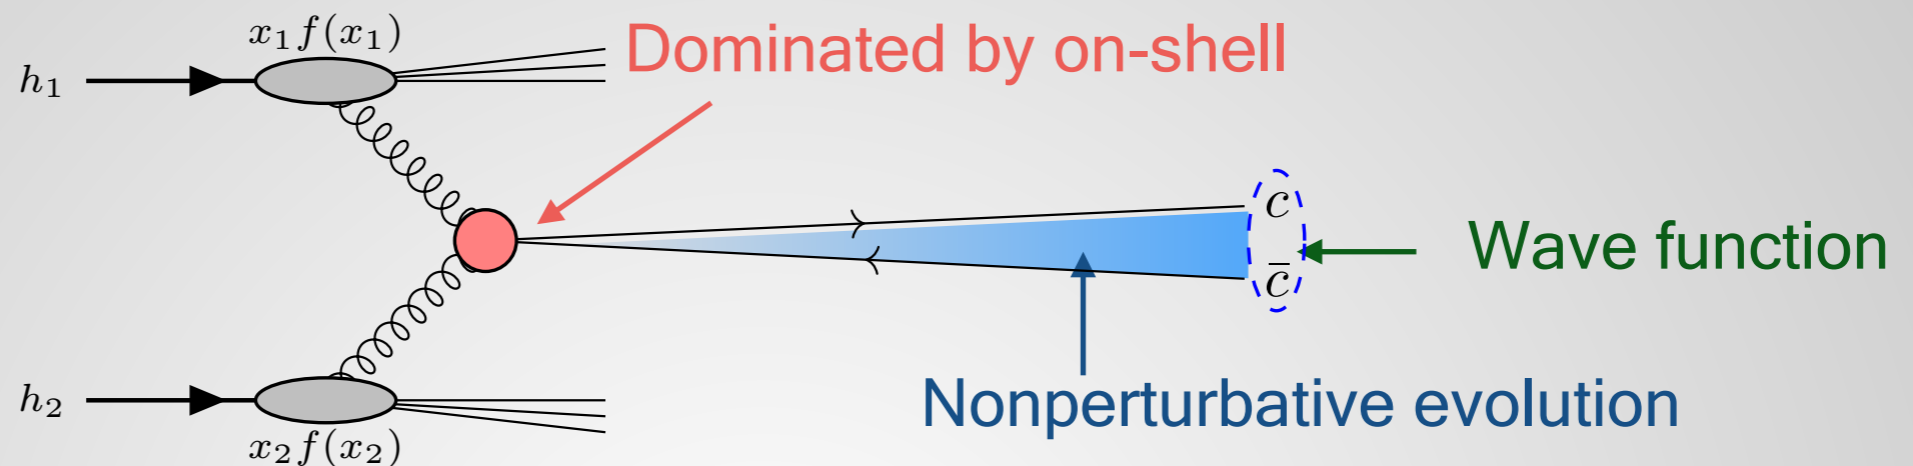 x₁f(x₁)
Dominated by on-shell
h₁
c
Wave function
c̄
Nonperturbative evolution
h₂
x₂f(x₂)